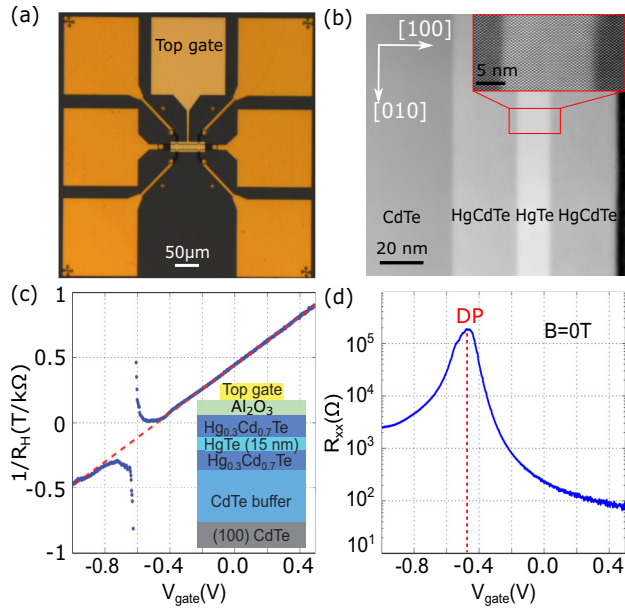 (a)
Top gate
50μm
(b)
[100]
[010]
5 nm
CdTe
HgCdTe
HgTe
HgCdTe
20 nm
(c)
1/R_H(T/kΩ)
1
0.5
0
-0.5
-1
-0.8
-0.4
0.0
0.4
V_gate(V)
Top gate
Al₂O₃
Hg₀.₃Cd₀.₇Te
HgTe (15 nm)
Hg₀.₃Cd₀.₇Te
CdTe buffer
(100) CdTe
(d)
DP
B=0T
R_xx(Ω)
10⁵
10⁴
10³
10²
10¹
-0.8
-0.4
0.0
0.4
V_gate(V)